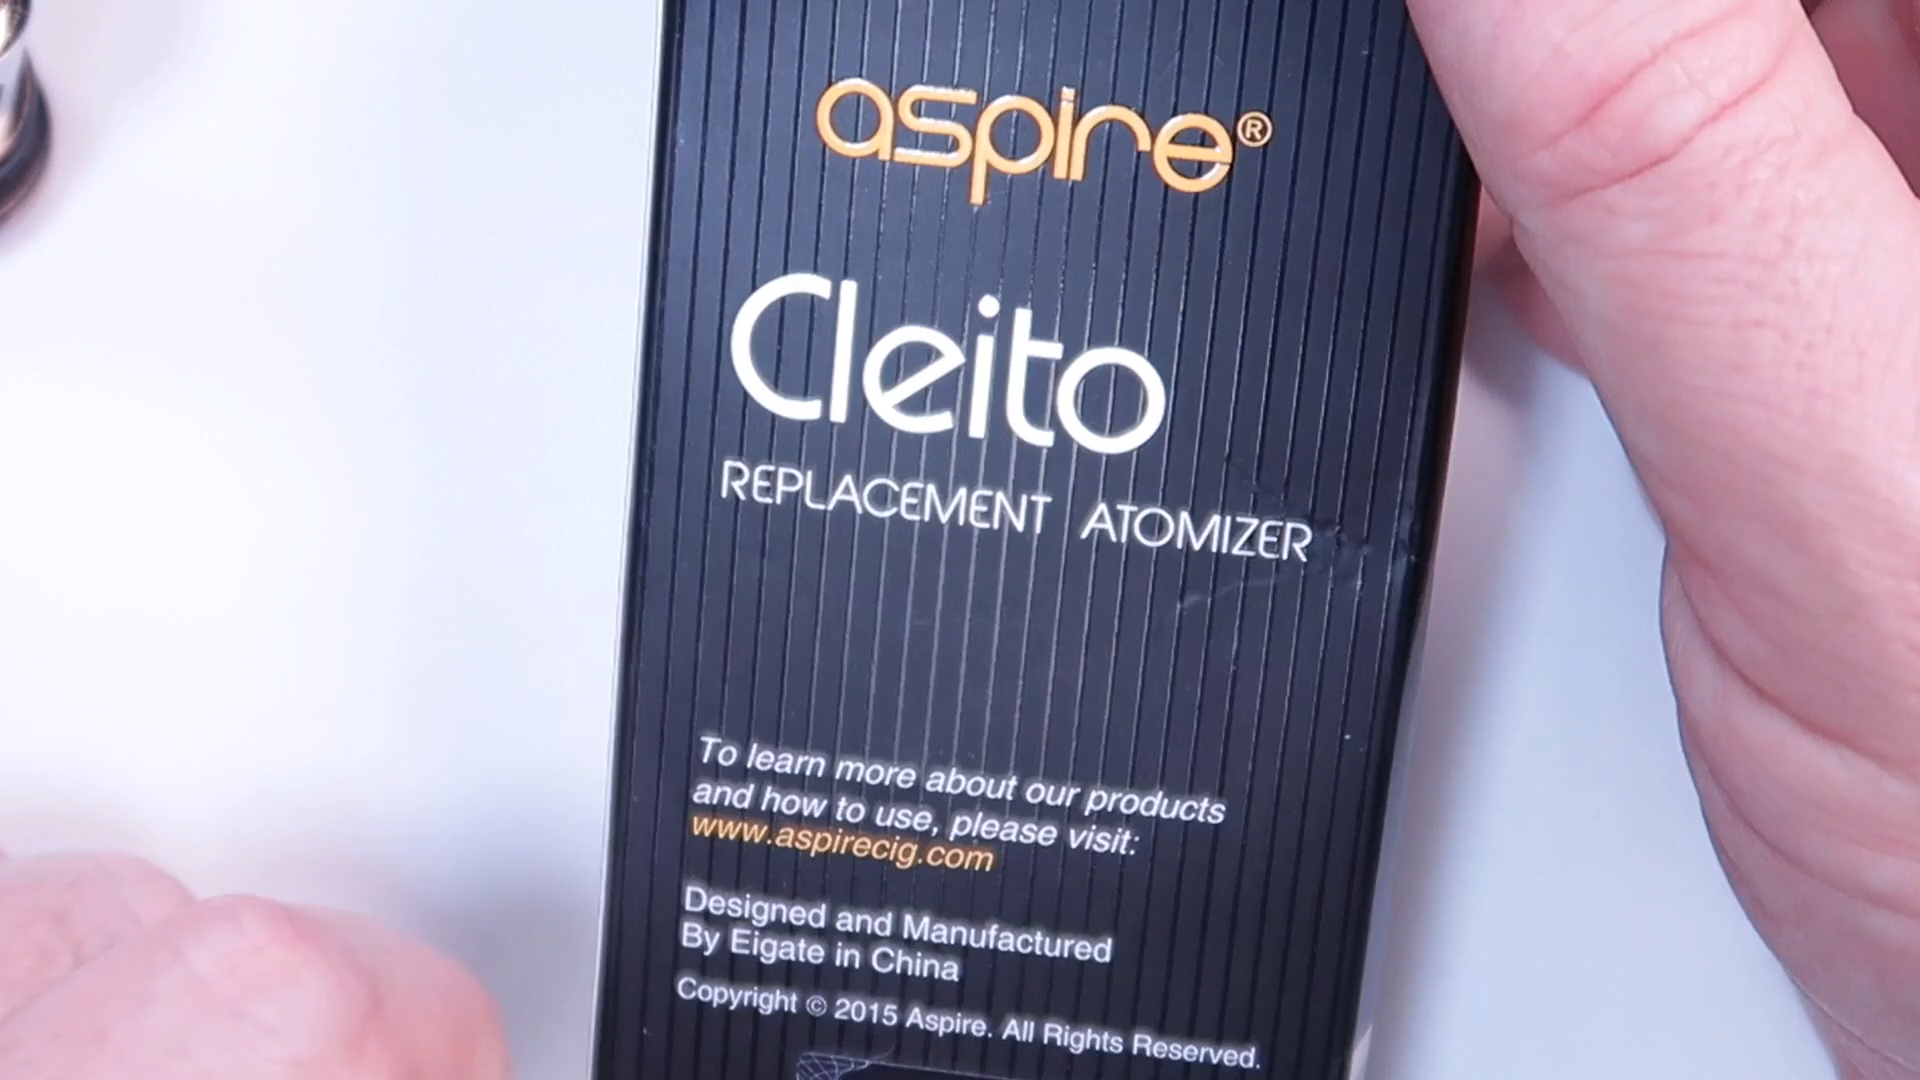 aspire®
Cleito
REPLACEMENT ATOMIZER
To learn more about our products
and how to use, please visit:
www.aspirecig.com
Designed and Manufactured
By Eigate in China
Copyright © 2015 Aspire. All Rights Reserved.